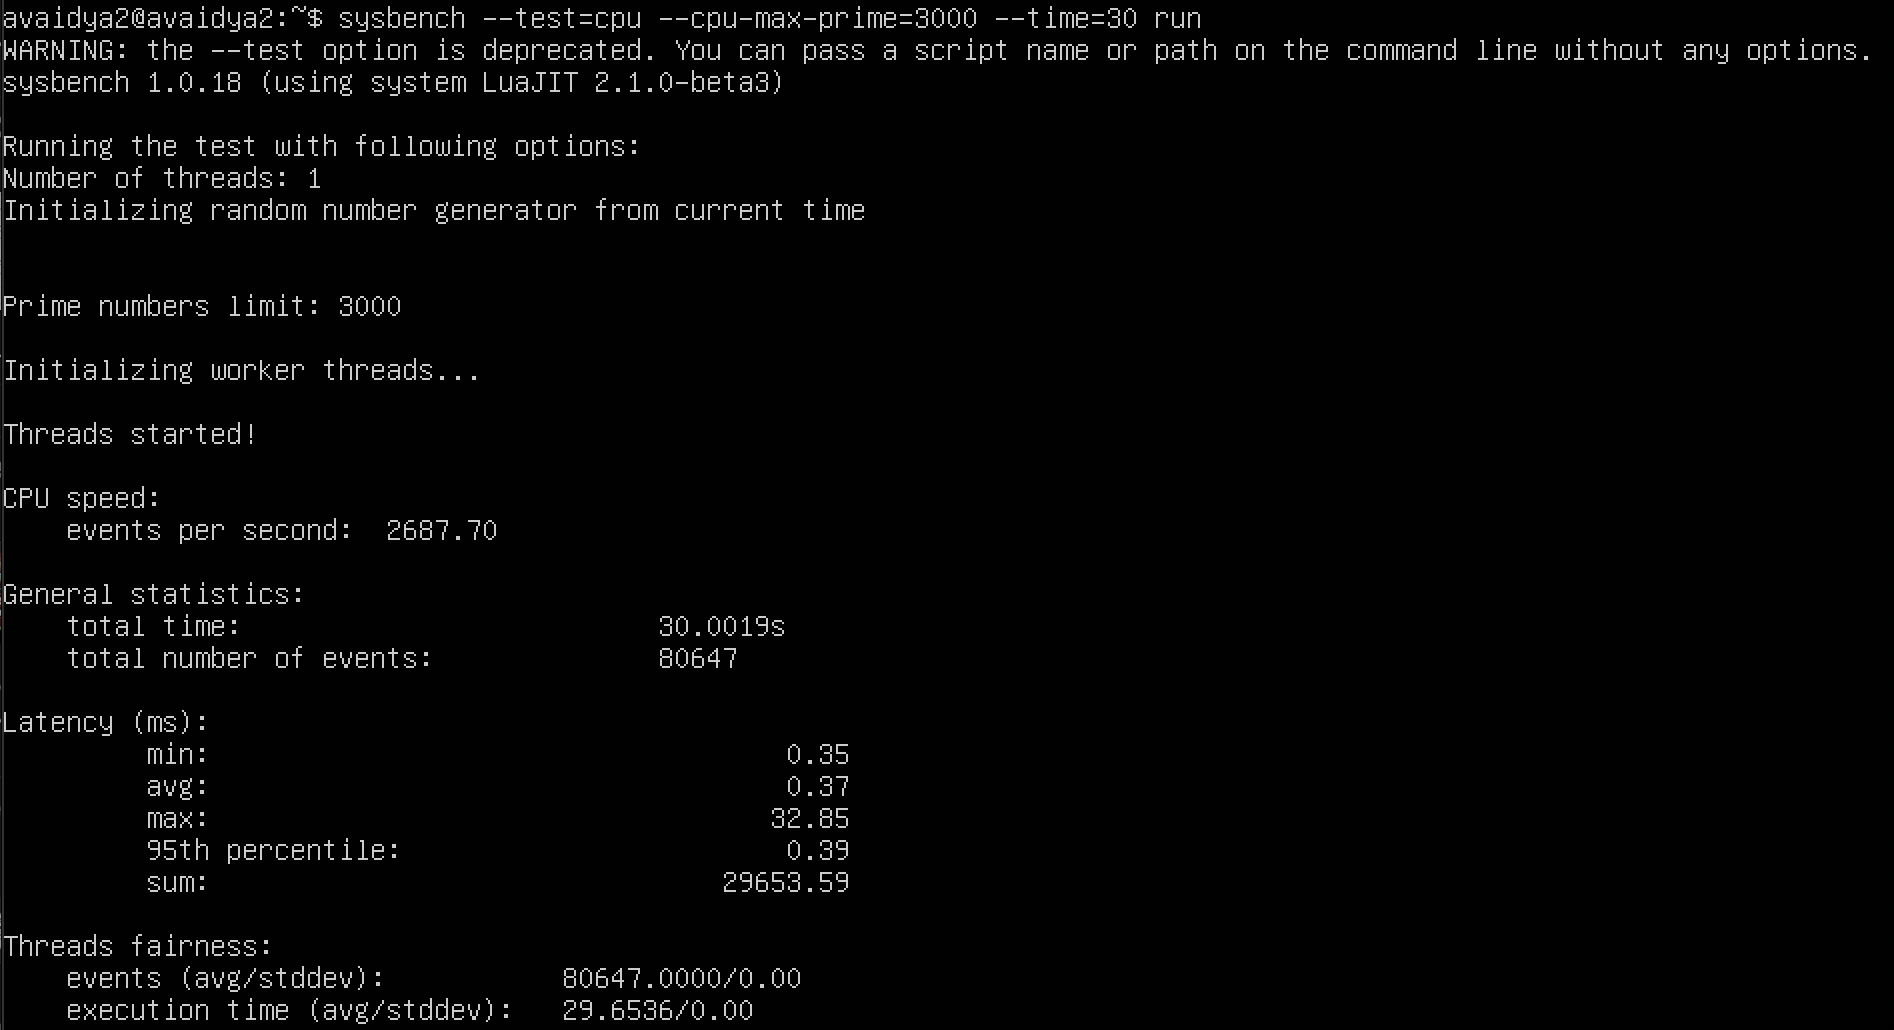 avaidya2@avaidya2:~$ sysbench --test=cpu --cpu-max-prime=3000 --time=30 run
WARNING: the --test option is deprecated. You can pass a script name or path on the command line without any options.
sysbench 1.0.18 (using system LuaJIT 2.1.0-beta3)
Running the test with following options:
Number of threads: 1
Initializing random number generator from current time
Prime numbers limit: 3000
Initializing worker threads...
Threads started!
CPU speed:
events per second: 2687.70
General statistics:
total time: 30.0019s
total number of events: 80647
Latency (ms):
min: 0.35
avg: 0.37
max: 32.85
95th percentile: 0.39
sum: 29653.59
Threads fairness:
events (avg/stddev): 80647.0000/0.00
execution time (avg/stddev): 29.6536/0.00